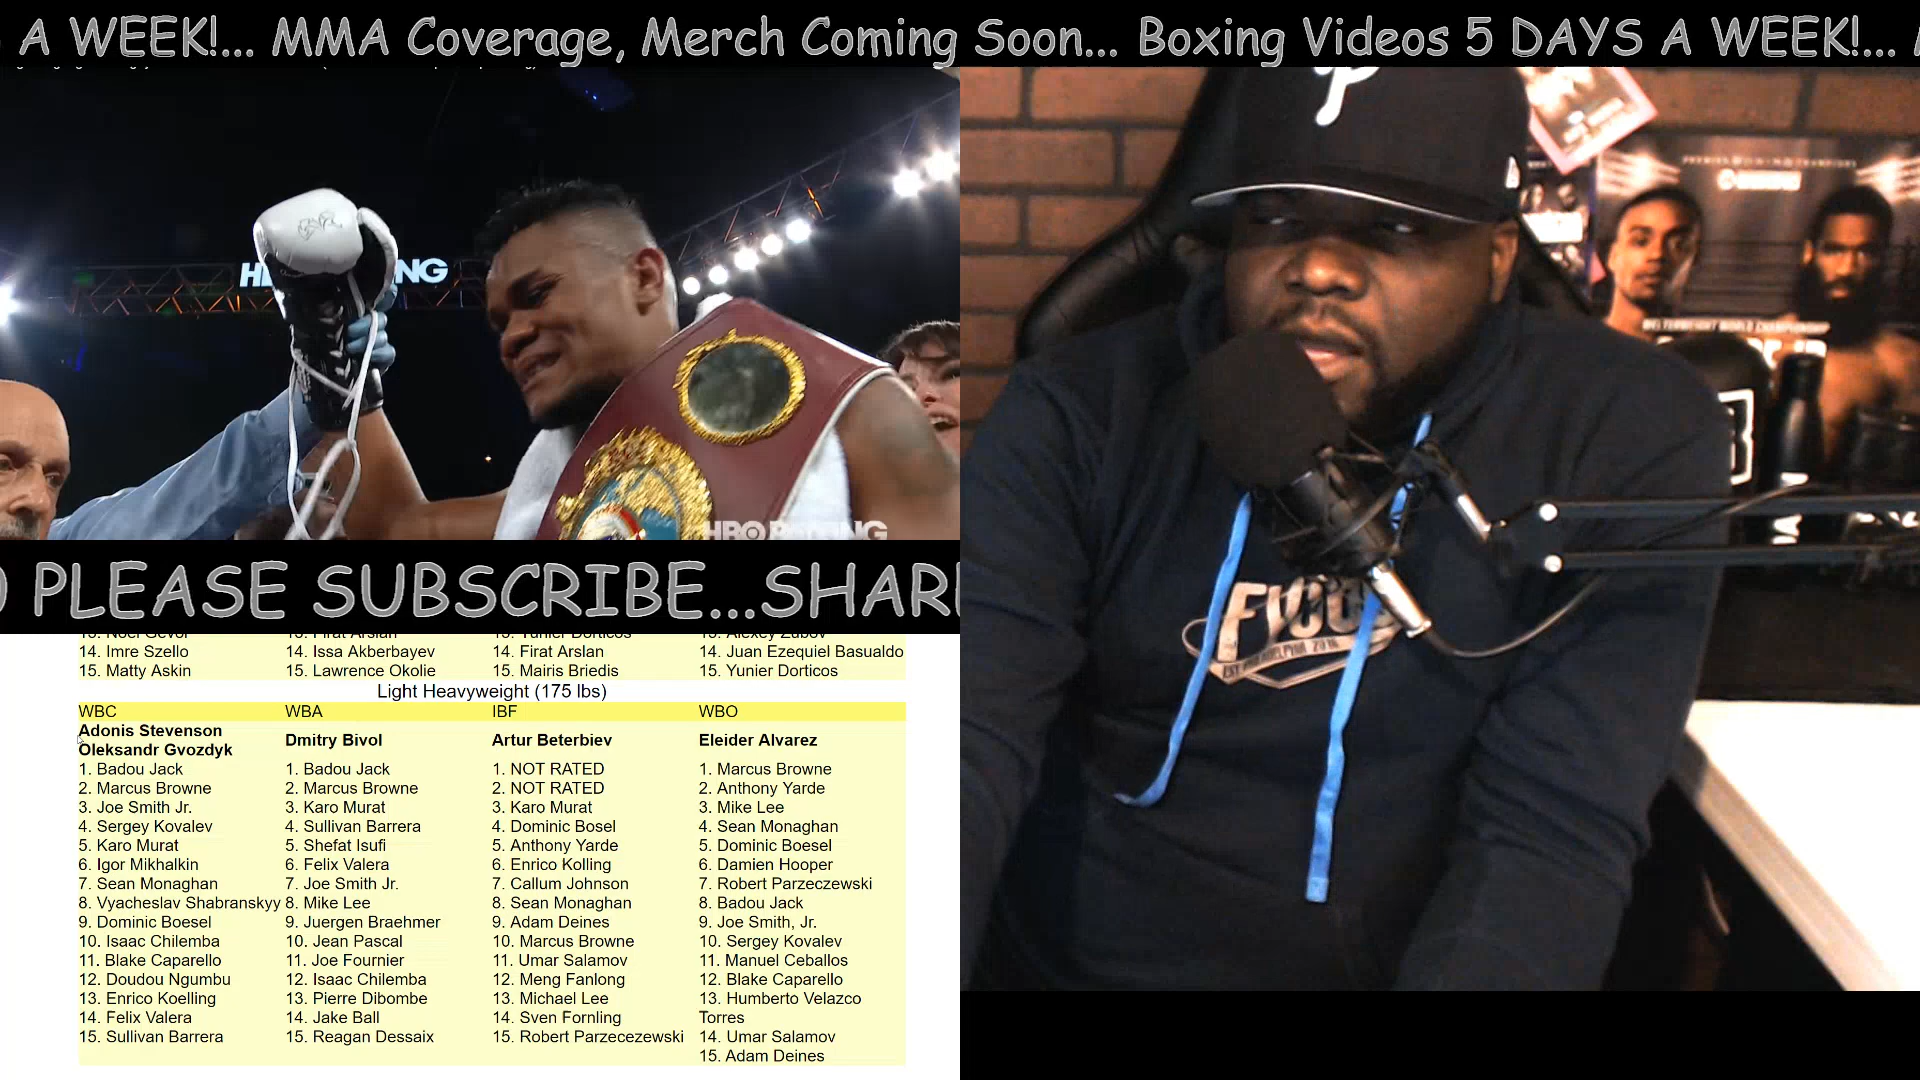 A WEEK!... MMA Coverage, Merch Coming Soon... Boxing Videos 5 DAYS A WEEK!...
P
NG
HBO BOXING
WELTERWEIGHT WORLD CHAMPIONSHIP
PLEASE SUBSCRIBE...SHAR
14. Imre Szello 14. Issa Akberbayev 14. Firat Arslan 14. Juan Ezequiel Basualdo
15. Matty Askin 15. Lawrence Okolie 15. Mairis Briedis 15. Yunier Dorticos
Light Heavyweight (175 lbs)
WBC WBA IBF WBO
Adonis Stevenson
Oleksandr Gvozdyk Dmitry Bivol Artur Beterbiev Eleider Alvarez
1. Badou Jack 1. Badou Jack 1. NOT RATED 1. Marcus Browne
2. Marcus Browne 2. Marcus Browne 2. NOT RATED 2. Anthony Yarde
3. Joe Smith Jr. 3. Karo Murat 3. Karo Murat 3. Mike Lee
4. Sergey Kovalev 4. Sullivan Barrera 4. Dominic Bosel 4. Sean Monaghan
5. Karo Murat 5. Shefat Isufi 5. Anthony Yarde 5. Dominic Boesel
6. Igor Mikhalkin 6. Felix Valera 6. Enrico Kolling 6. Damien Hooper
7. Sean Monaghan 7. Joe Smith Jr. 7. Callum Johnson 7. Robert Parzeczewski
8. Vyacheslav Shabranskyy 8. Mike Lee 8. Sean Monaghan 8. Badou Jack
9. Dominic Boesel 9. Juergen Braehmer 9. Adam Deines 9. Joe Smith, Jr.
10. Isaac Chilemba 10. Jean Pascal 10. Marcus Browne 10. Sergey Kovalev
11. Blake Caparello 11. Joe Fournier 11. Umar Salamov 11. Manuel Ceballos
12. Doudou Ngumbu 12. Isaac Chilemba 12. Meng Fanlong 12. Blake Caparello
13. Enrico Koelling 13. Pierre Dibombe 13. Michael Lee 13. Humberto Velazco
Torres
14. Felix Valera 14. Jake Ball 14. Sven Fornling 14. Umar Salamov
15. Sullivan Barrera 15. Reagan Dessaix 15. Robert Parzecezewski 15. Adam Deines